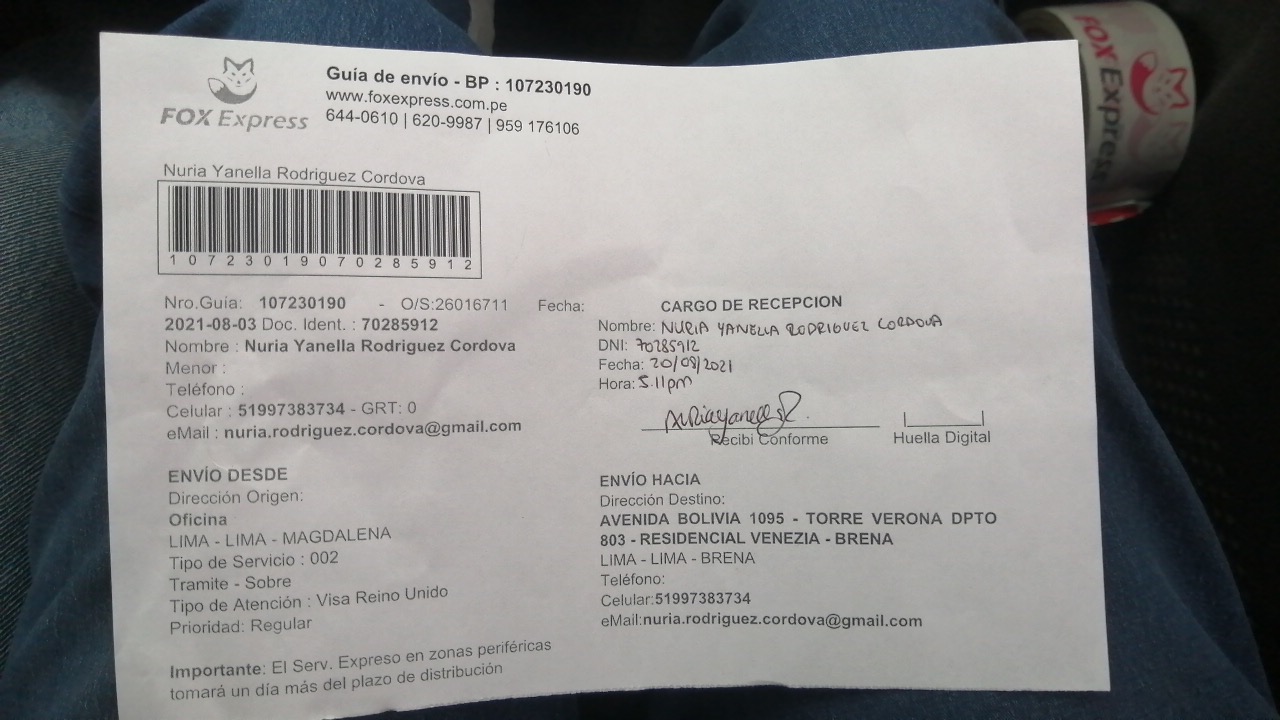 FOX Express
Guía de envío - BP : 107230190
www.foxexpress.com.pe
644-0610 | 620-9987 | 959 176106
Nuria Yanella Rodriguez Cordova
10723019070285912
Nro.Guía: 107230190 - O/S:26016711 Fecha:
2021-08-03 Doc. Ident. : 70285912
Nombre : Nuria Yanella Rodriguez Cordova
Menor :
Teléfono :
Celular : 51997383734 - GRT: 0
eMail : nuria.rodriguez.cordova@gmail.com
CARGO DE RECEPCION
Nombre: NURIA YANELLA RODRIGUEZ CORDOVA
DNI: 70285912
Fecha: 20/08/2021
Hora: 5.11pm
Recibi Conforme
Huella Digital
ENVÍO DESDE
Dirección Origen:
Oficina
LIMA - LIMA - MAGDALENA
Tipo de Servicio : 002
Tramite - Sobre
Tipo de Atención : Visa Reino Unido
Prioridad: Regular
ENVÍO HACIA
Dirección Destino:
AVENIDA BOLIVIA 1095 - TORRE VERONA DPTO
803 - RESIDENCIAL VENEZIA - BRENA
LIMA - LIMA - BRENA
Teléfono:
Celular:51997383734
eMail:nuria.rodriguez.cordova@gmail.com
Importante: El Serv. Expreso en zonas periféricas
tomará un día más del plazo de distribución
FOX Express